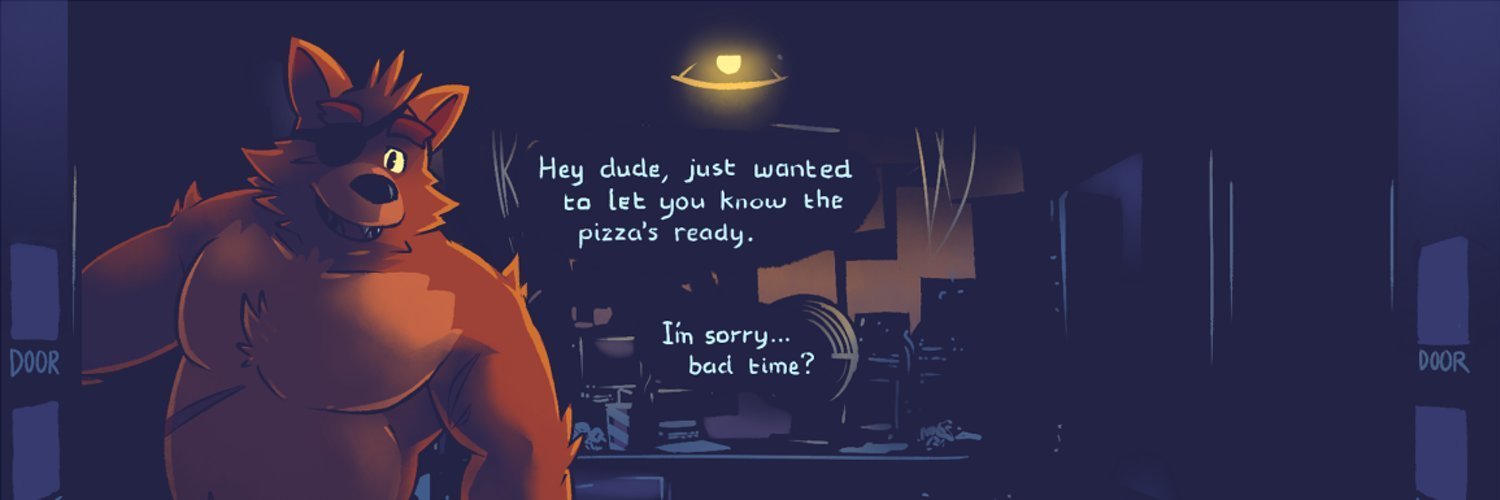 Hey dude, just wanted
to let you know the
pizza's ready.
I'm sorry...
bad time?
DOOR
DOOR